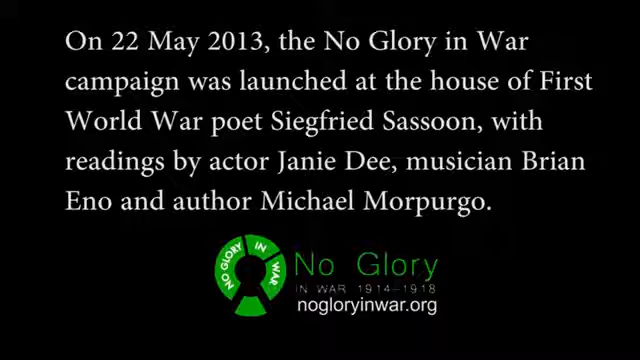 On 22 May 2013, the No Glory in War
campaign was launched at the house of First
World War poet Siegfried Sassoon, with
readings by actor Janie Dee, musician Brian
Eno and author Michael Morpurgo.
NO GLORY IN WAR
No Glory
IN WAR 1914–1918
nogloryinwar.org